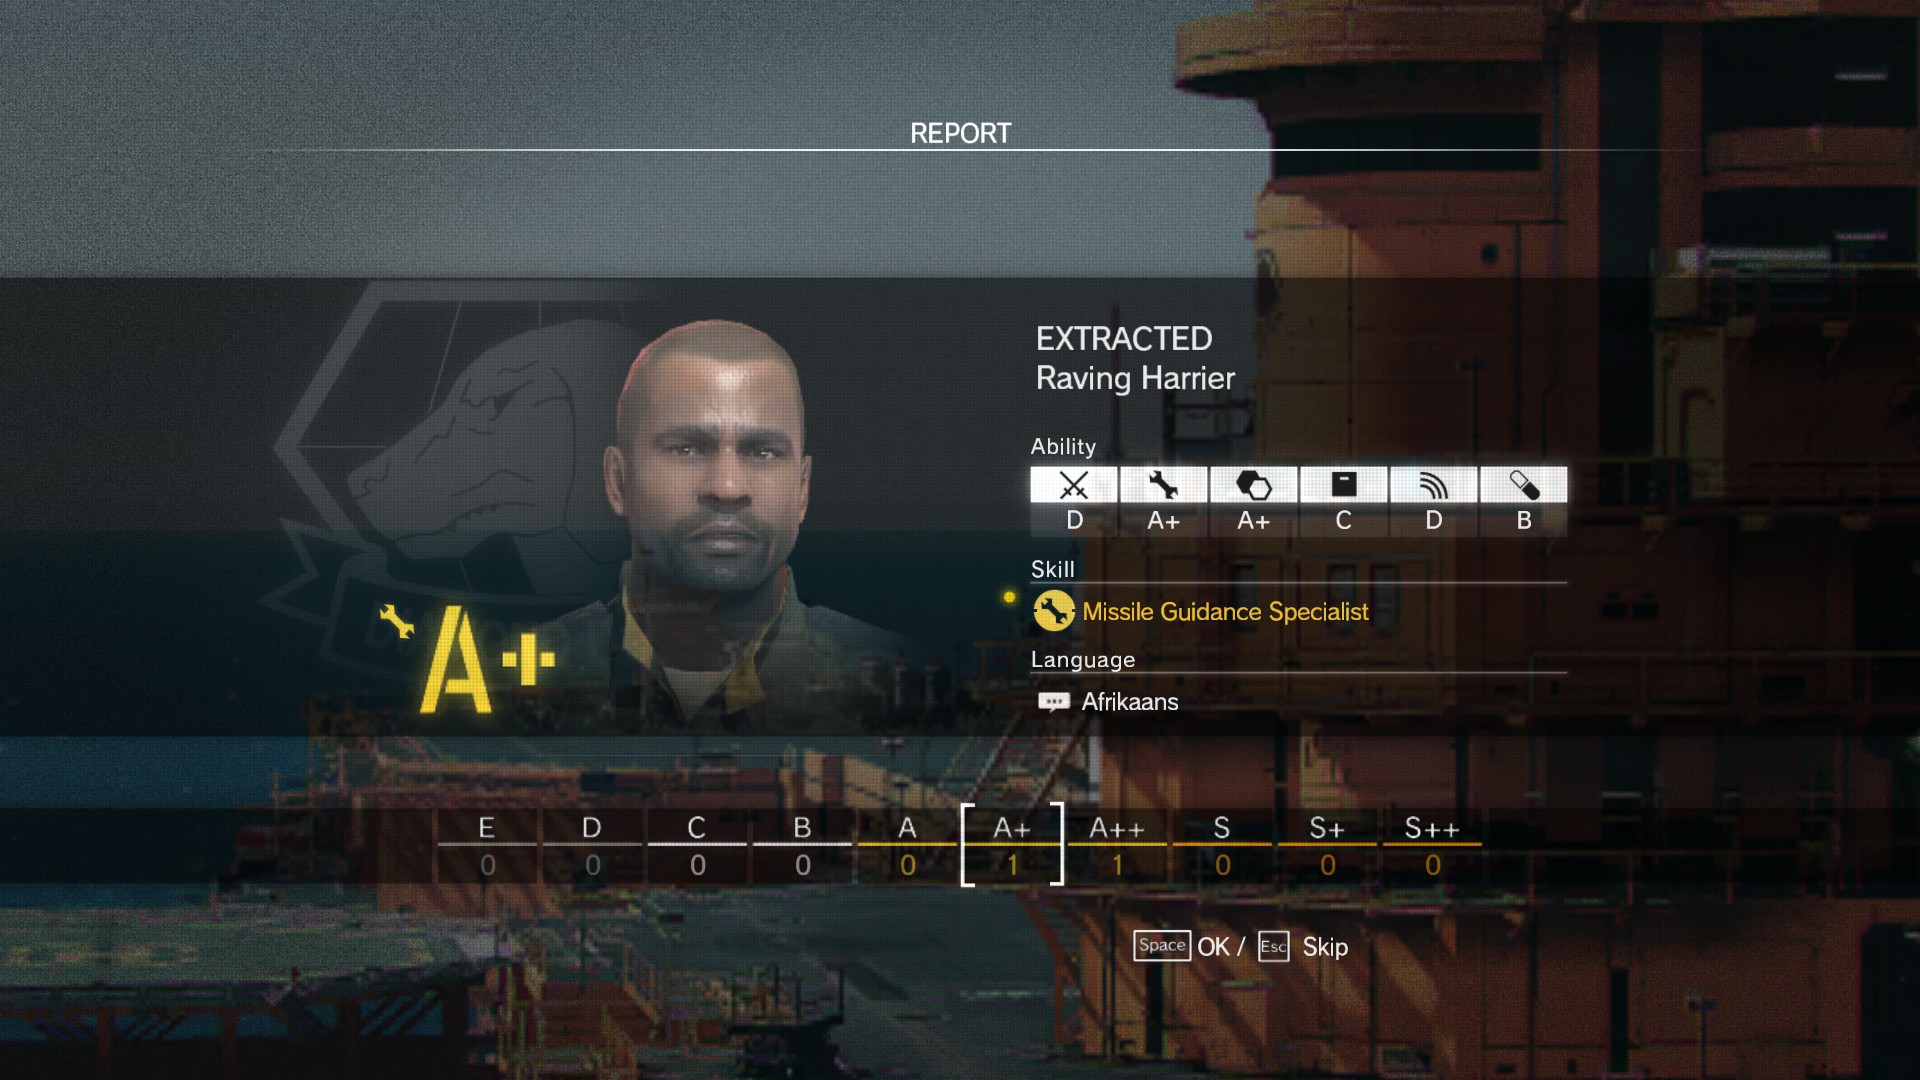 REPORT
EXTRACTED
Raving Harrier
Ability
D A+ A+ C D B
Skill
Missile Guidance Specialist
Language
Afrikaans
A+
E D C B A A+ A++ S S+ S++
0 0 0 0 0 1 1 0 0 0
Space OK / Esc Skip